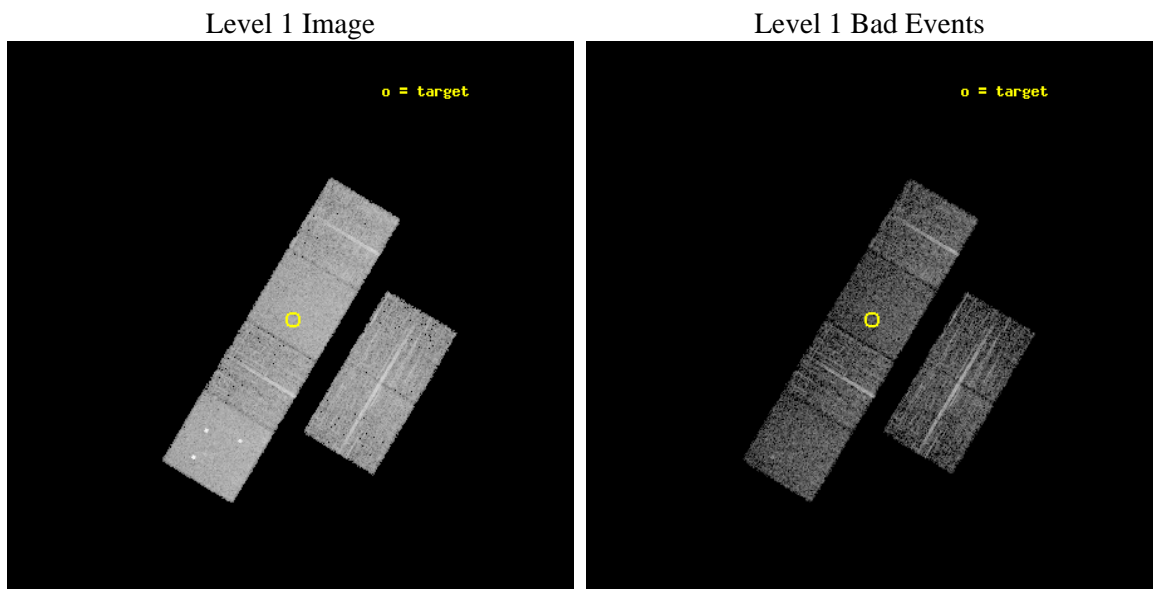 Level 1 Image
Level 1 Bad Events
o = target
o = target